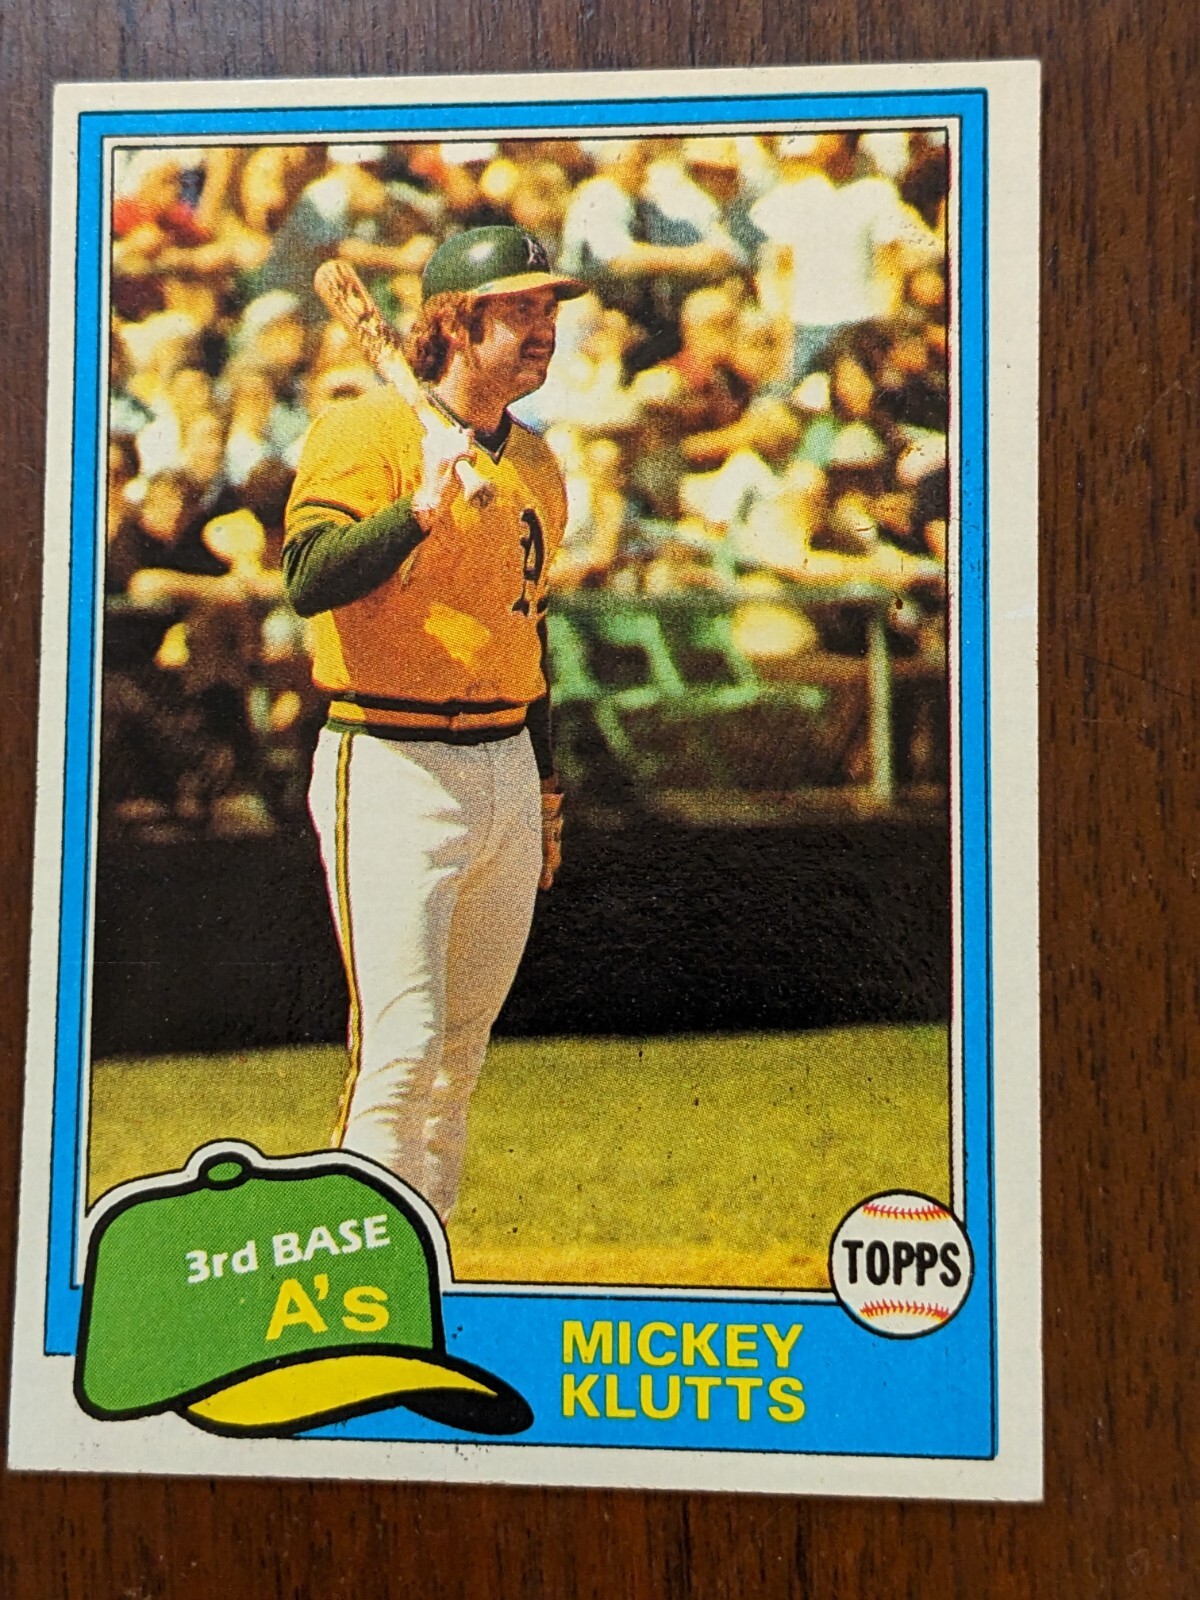 3rd BASE
A's
TOPPS
MICKEY
KLUTTS